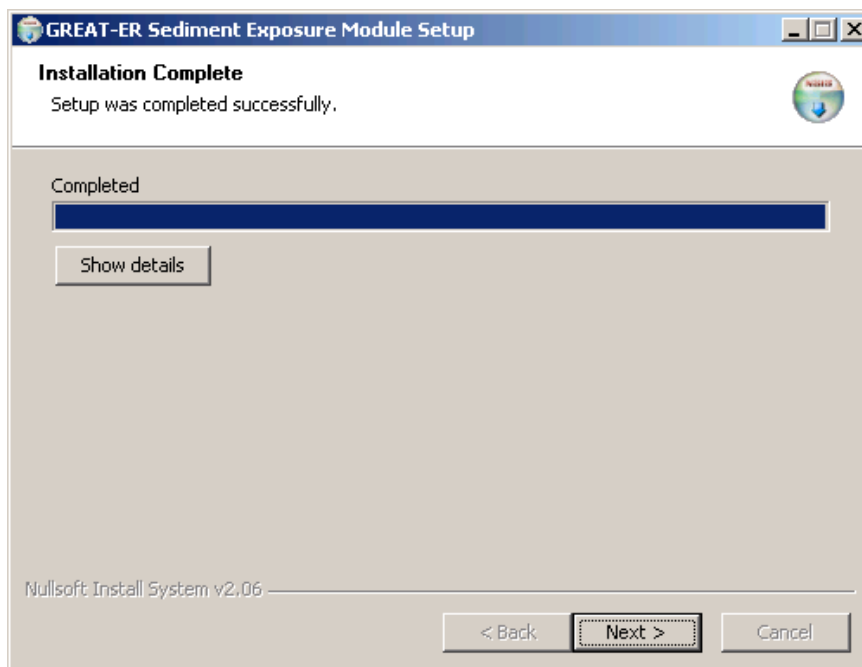 GREAT-ER Sediment Exposure Module Setup
Installation Complete
Setup was completed successfully.
Completed
Show details
Nullsoft Install System v2.06
< Back
Next >
Cancel